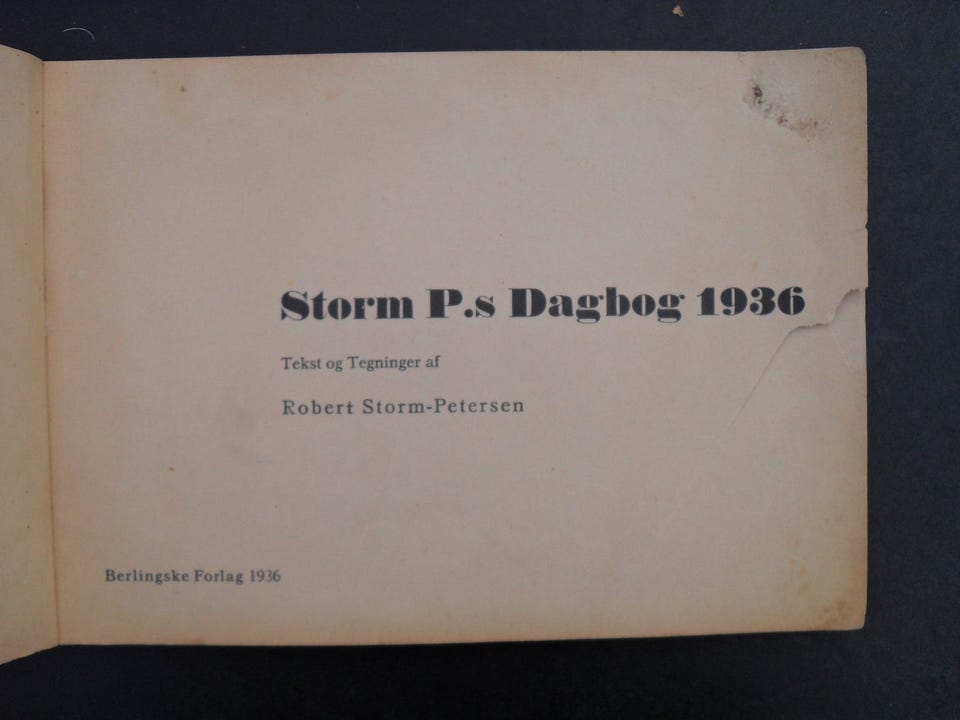 Storm P.s Dagbog 1936
Tekst og Tegninger af
Robert Storm-Petersen
Berlingske Forlag 1936